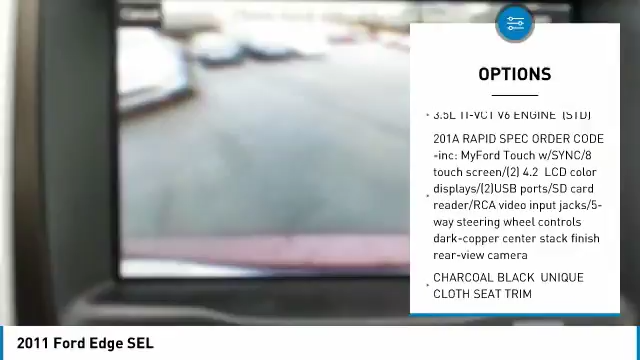 OPTIONS
3.5L TI-VCT V6 ENGINE (STD)
201A RAPID SPEC ORDER CODE
-inc: MyFord Touch w/SYNC/8
touch screen/(2) 4.2 LCD color
displays/(2)USB ports/SD card
reader/RCA video input jacks/5-
way steering wheel controls
dark-copper center stack finish
rear-view camera
CHARCOAL BLACK UNIQUE
CLOTH SEAT TRIM
2011 Ford Edge SEL